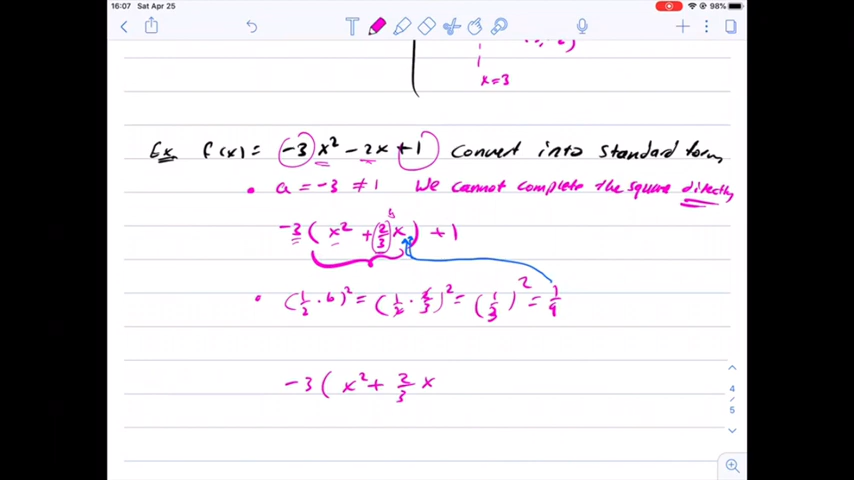 16:07 Sat Apr 25 98%
x=3
Ex f(x) = -3x² - 2x + 1 Convert into standard form
• a = -3 ≠ 1 We cannot complete the square directly
b
-3(x² + 2/3 x) + 1
• (1/2 · b)² = (1/2 · 2/3)² = (1/3)² = 1/9
-3(x² + 2/3 x
4
5